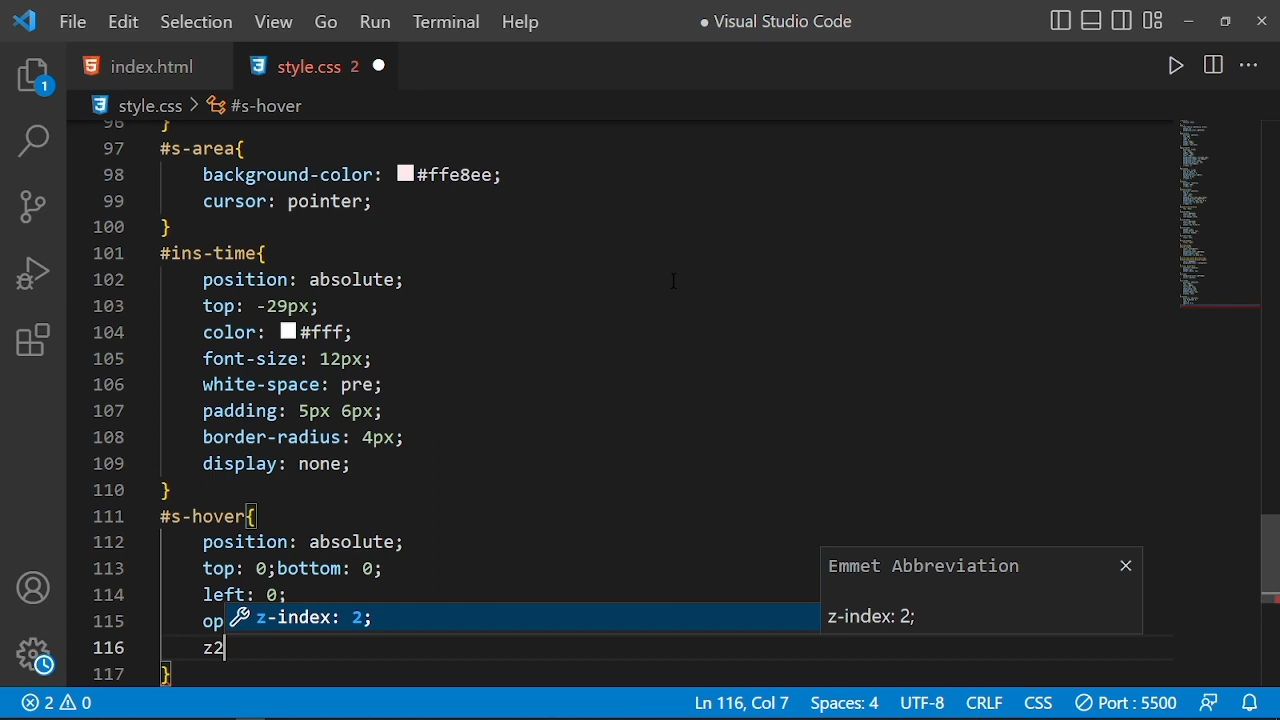 File Edit Selection View Go Run Terminal Help ● Visual Studio Code
index.html style.css 2
style.css > #s-hover
1
96 }
97 #s-area{
98 background-color: #ffe8ee;
99 cursor: pointer;
100 }
101 #ins-time{
102 position: absolute;
103 top: -29px;
104 color: #fff;
105 font-size: 12px;
106 white-space: pre;
107 padding: 5px 6px;
108 border-radius: 4px;
109 display: none;
110 }
111 #s-hover{
112 position: absolute;
113 top: 0;bottom: 0;
114 left: 0;
115 op
116 z2
117 }
z-index: 2;
Emmet Abbreviation
z-index: 2;
2 0 Ln 116, Col 7 Spaces: 4 UTF-8 CRLF CSS Port : 5500